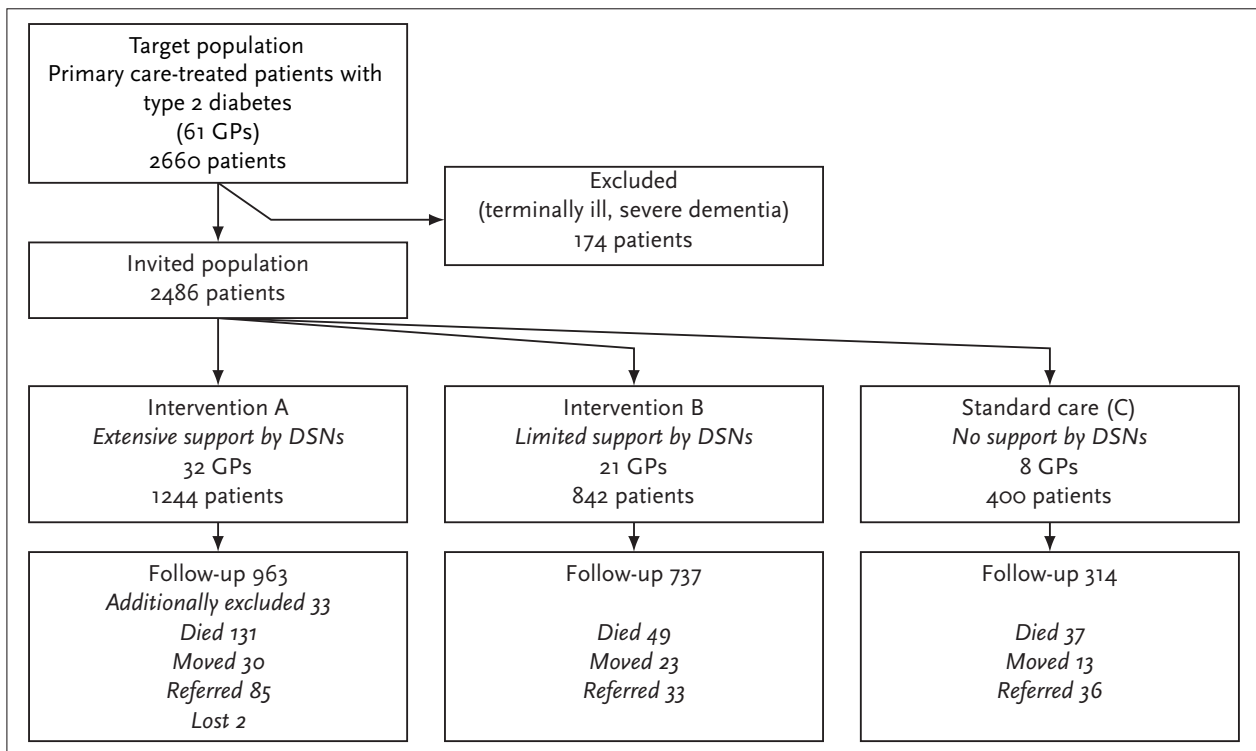 Target population
Primary care-treated patients with
type 2 diabetes
(61 GPs)
2660 patients
Excluded
(terminally ill, severe dementia)
174 patients
Invited population
2486 patients
Intervention A
Extensive support by DSNs
32 GPs
1244 patients
Intervention B
Limited support by DSNs
21 GPs
842 patients
Standard care (C)
No support by DSNs
8 GPs
400 patients
Follow-up 963
Additionally excluded 33
Died 131
Moved 30
Referred 85
Lost 2
Follow-up 737
Died 49
Moved 23
Referred 33
Follow-up 314
Died 37
Moved 13
Referred 36